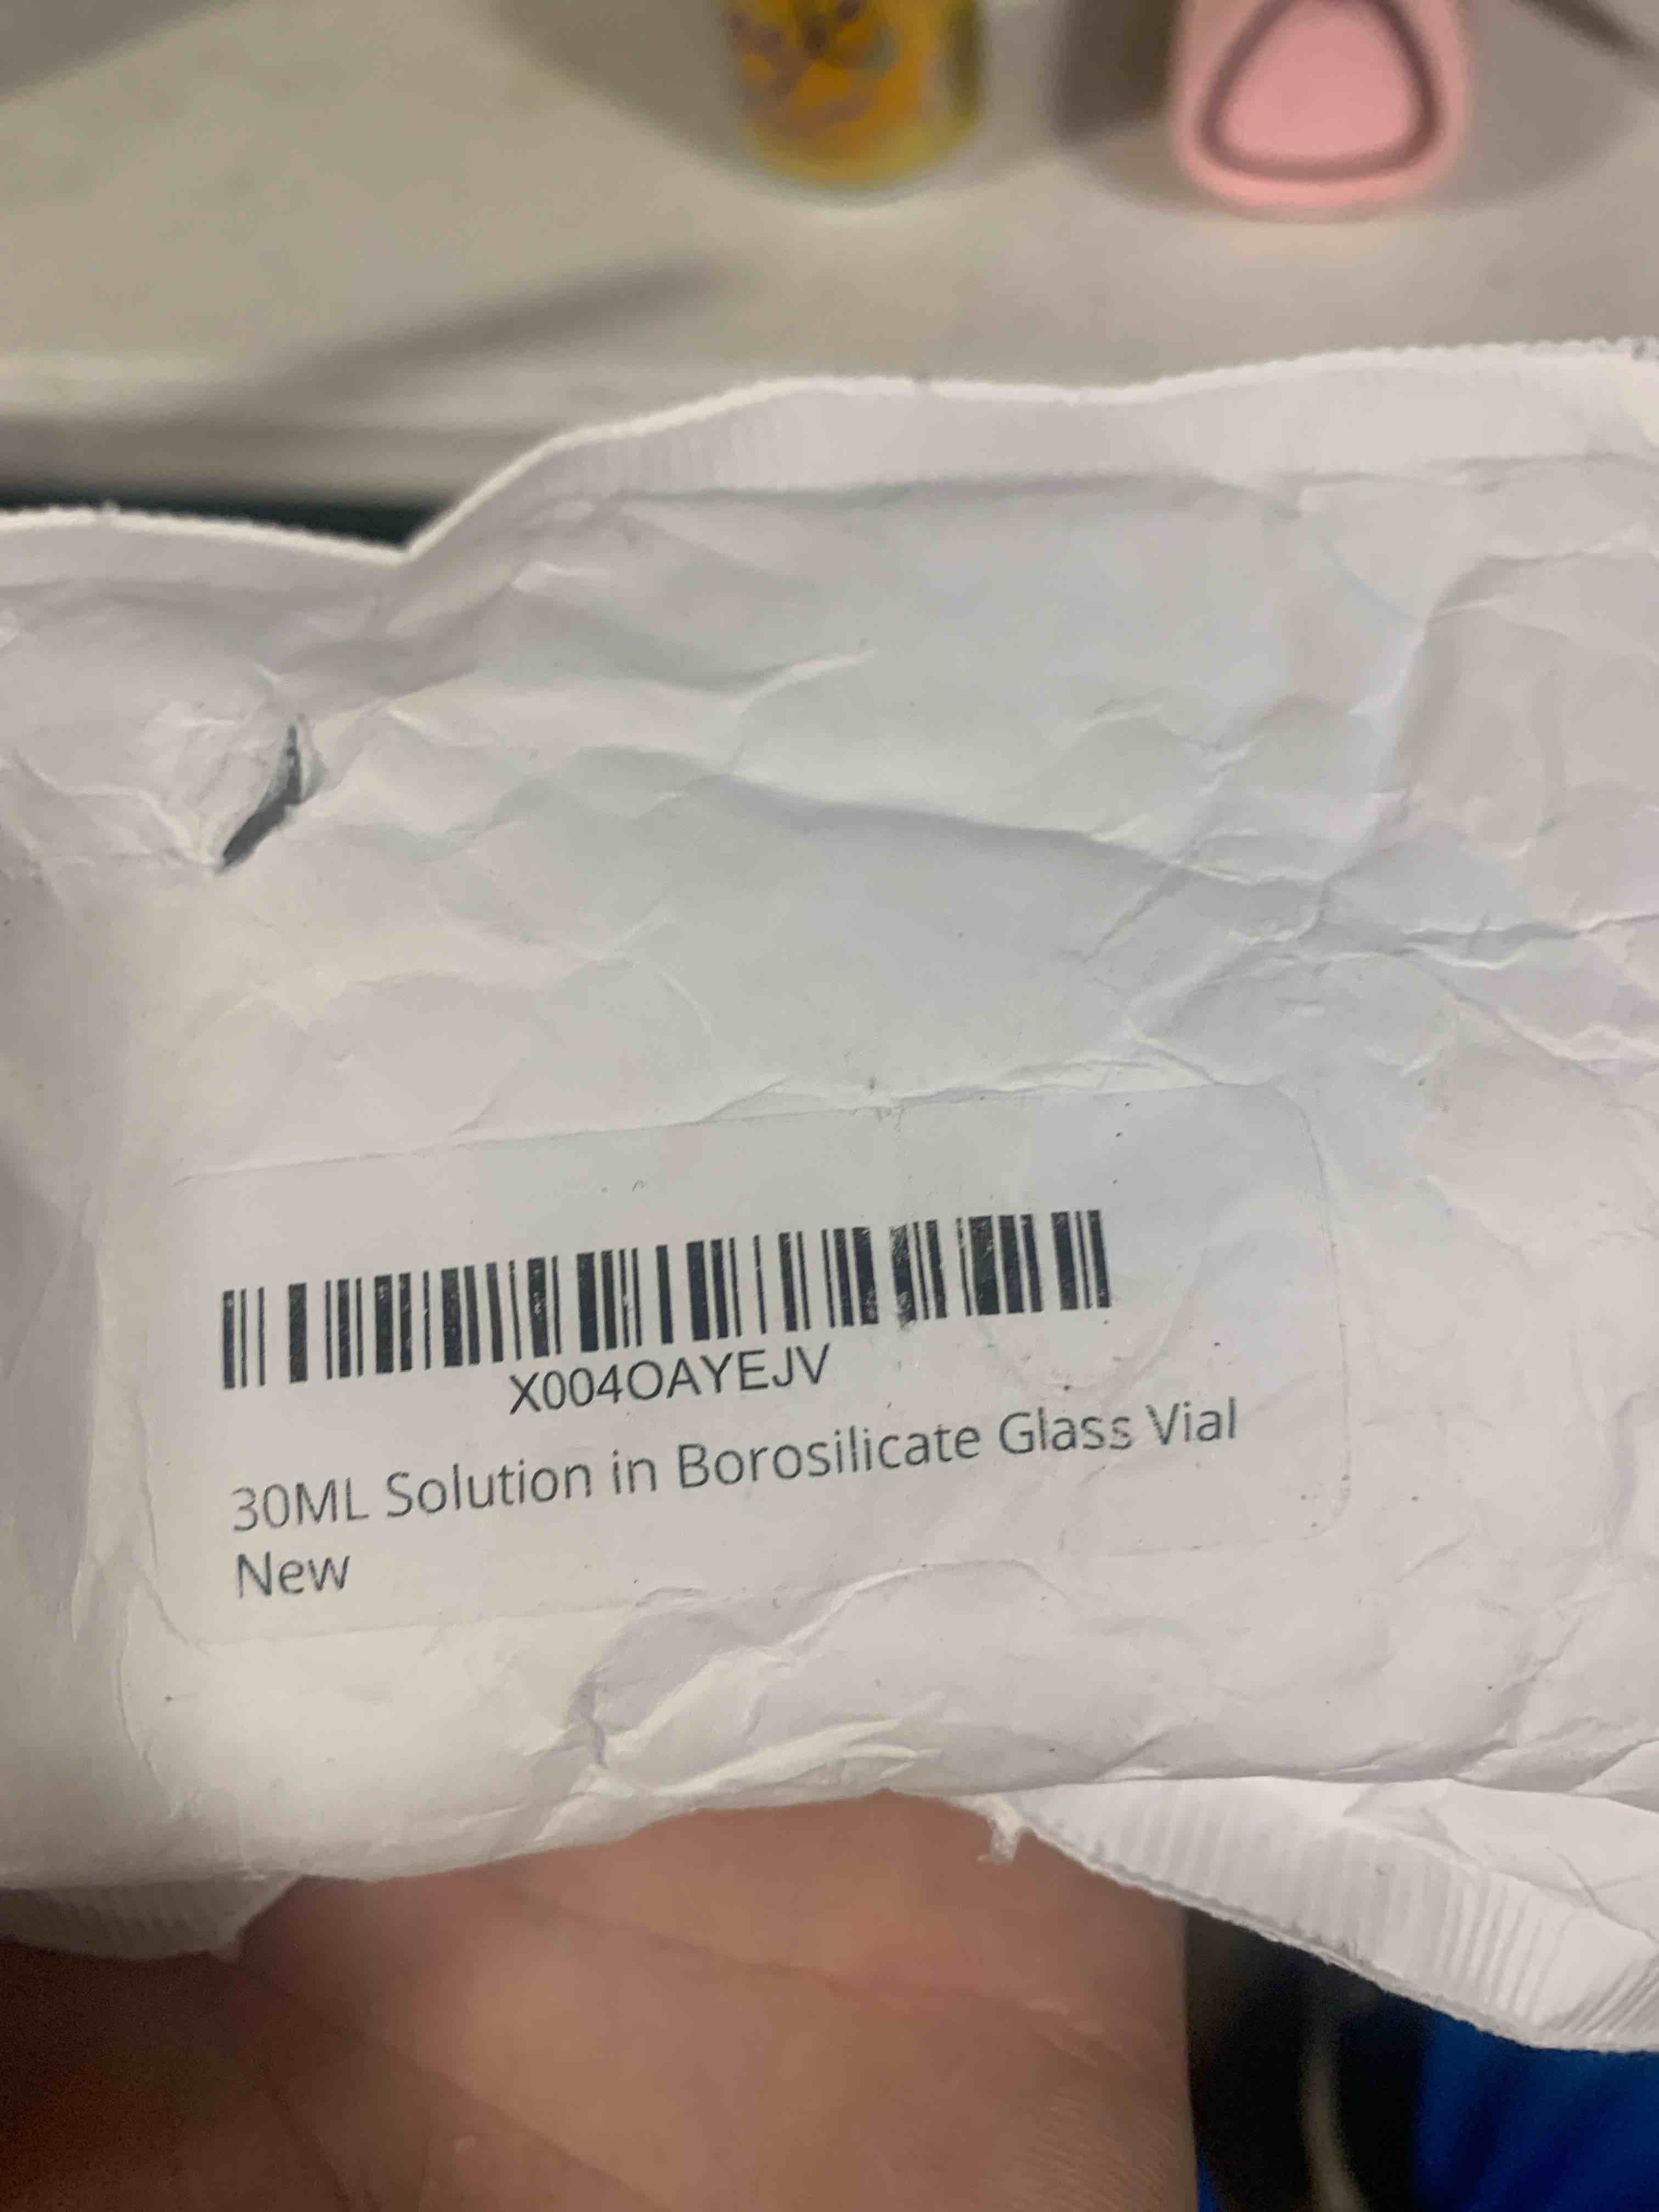 X004OAYEJV
30ML Solution in Borosilicate Glass Vial
New